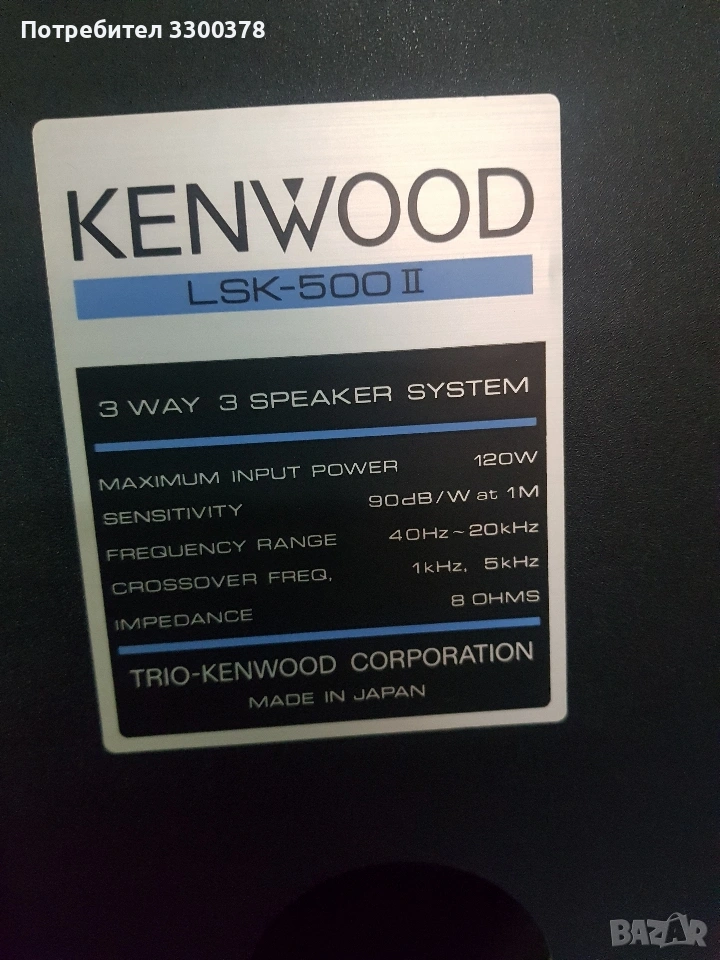 Потребител 3300378
KENWOOD
LSK-500 II
3 WAY 3 SPEAKER SYSTEM
MAXIMUM INPUT POWER 120W
SENSITIVITY 90dB/W at 1M
FREQUENCY RANGE 40Hz~20kHz
CROSSOVER FREQ. 1kHz, 5kHz
IMPEDANCE 8 OHMS
TRIO-KENWOOD CORPORATION
MADE IN JAPAN
BAZAR